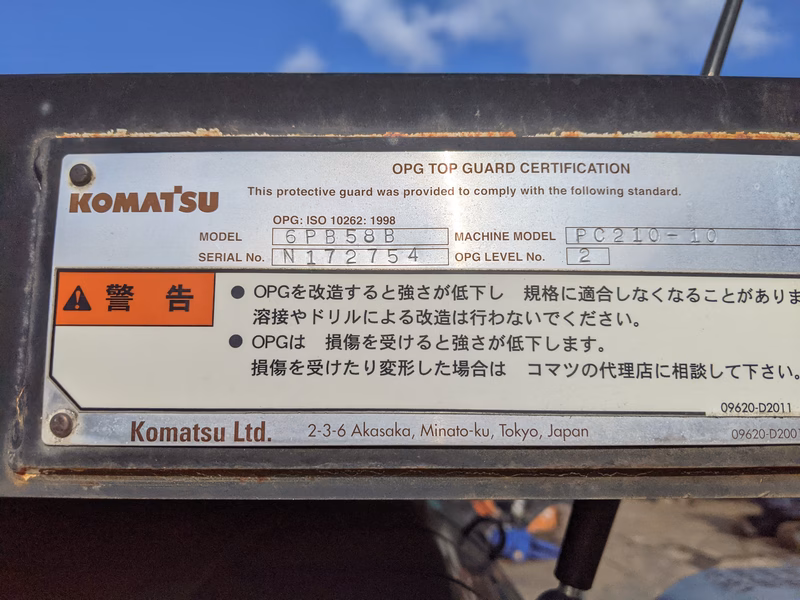 OPG TOP GUARD CERTIFICATION
KOMATSU
This protective guard was provided to comply with the following standard.
OPG: ISO 10262: 1998
MODEL 6PB58B MACHINE MODEL PC210-10
SERIAL No. N172754 OPG LEVEL No. 2
警告
● OPGを改造すると強さが低下し 規格に適合しなくなることがありま
溶接やドリルによる改造は行わないでください。
● OPGは 損傷を受けると強さが低下します。
損傷を受けたり変形した場合は コマツの代理店に相談して下さい。
09620-D2011
Komatsu Ltd. 2-3-6 Akasaka, Minato-ku, Tokyo, Japan 09620-D2001